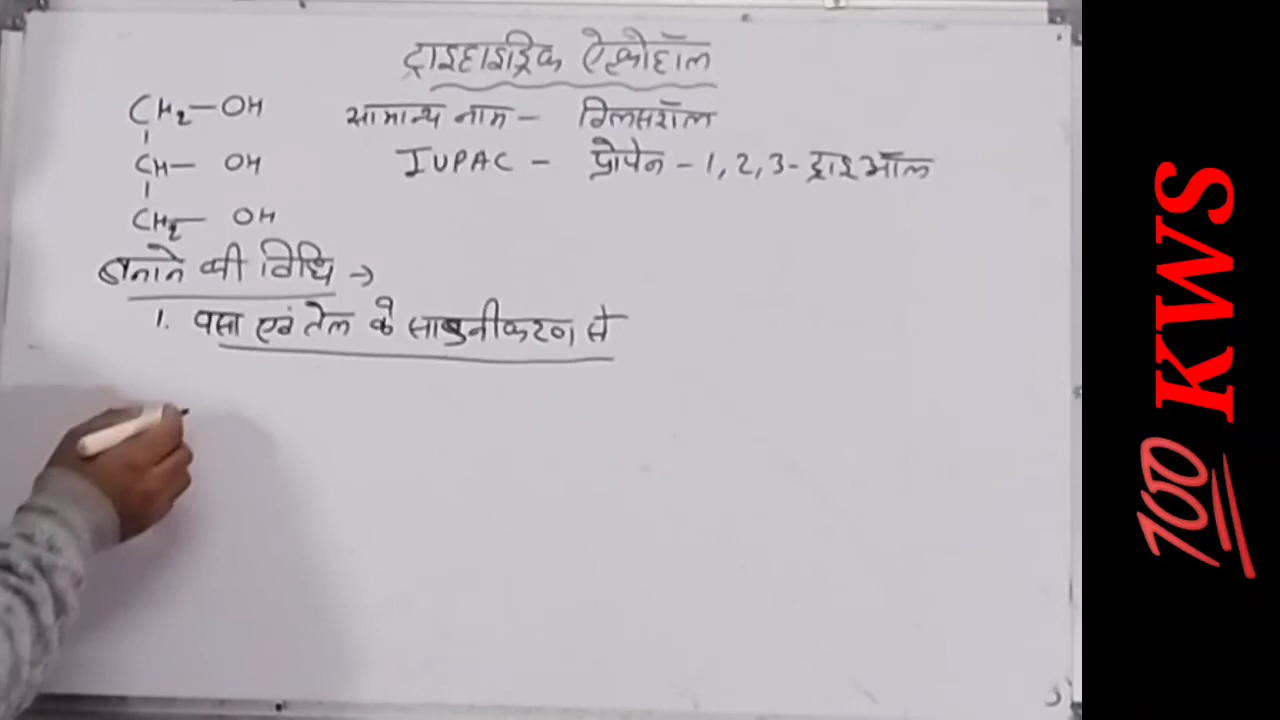 ट्राइहाइड्रिक ऐल्कोहॉल
CH2—OH सामान्य नाम - ग्लिसरॉल
CH— OH IUPAC - प्रोपेन - 1, 2, 3- ट्राइऑल
CH2— OH
बनाने की विधि →
1. वसा एवं तेल के साबुनीकरण से
100 KWS